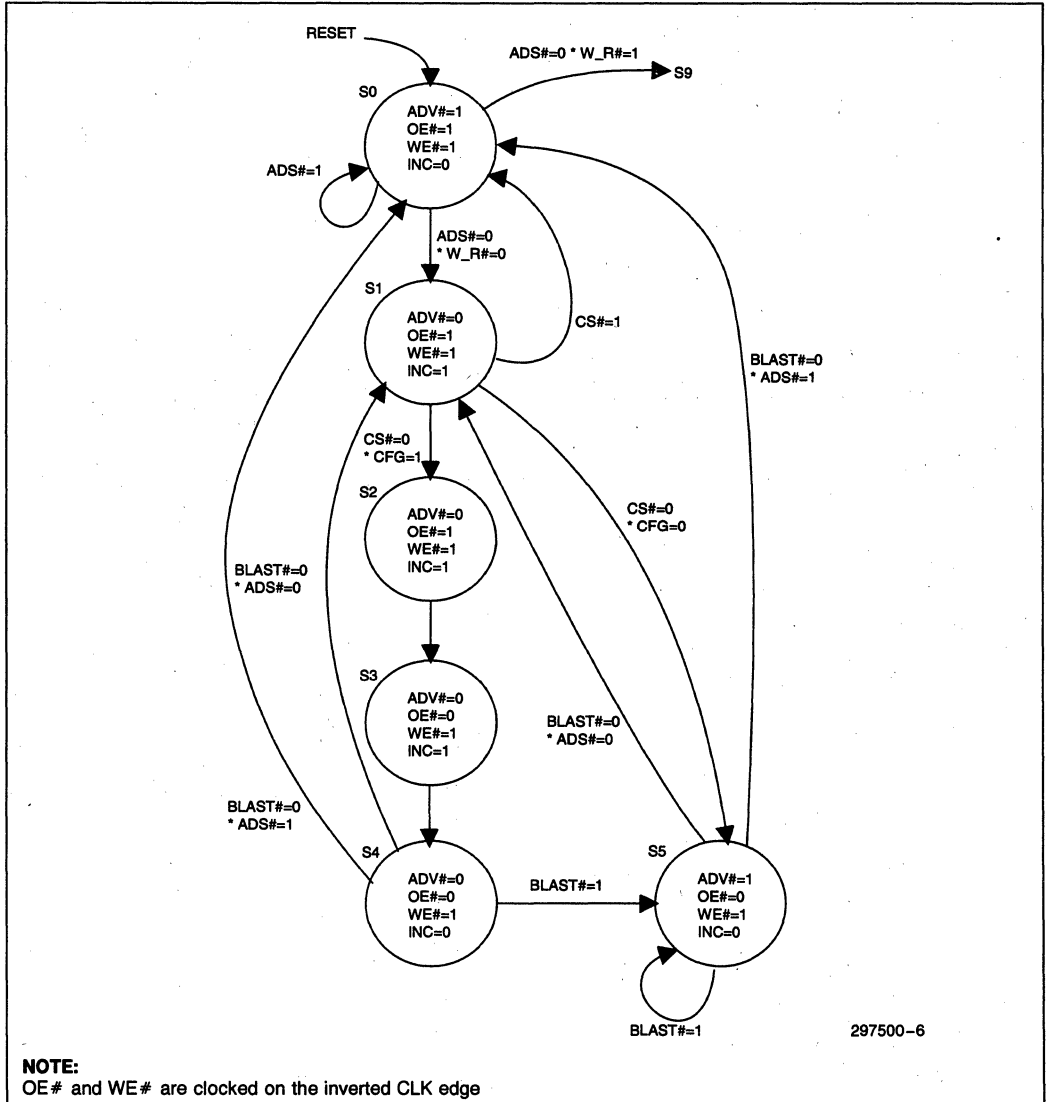 RESET
ADS#=0 * W_R#=1
S9
S0
ADV#=1
OE#=1
WE#=1
INC=0
ADS#=1
ADS#=0
* W_R#=0
S1
ADV#=0
OE#=1
WE#=1
INC=1
CS#=1
BLAST#=0
* ADS#=1
CS#=0
* CFG=1
S2
ADV#=0
OE#=1
WE#=1
INC=1
CS#=0
* CFG=0
BLAST#=0
* ADS#=0
S3
ADV#=0
OE#=0
WE#=1
INC=1
BLAST#=0
* ADS#=0
BLAST#=0
* ADS#=1
S4
ADV#=0
OE#=0
WE#=1
INC=0
BLAST#=1
S5
ADV#=1
OE#=0
WE#=1
INC=0
BLAST#=1
297500-6
NOTE:
OE# and WE# are clocked on the inverted CLK edge